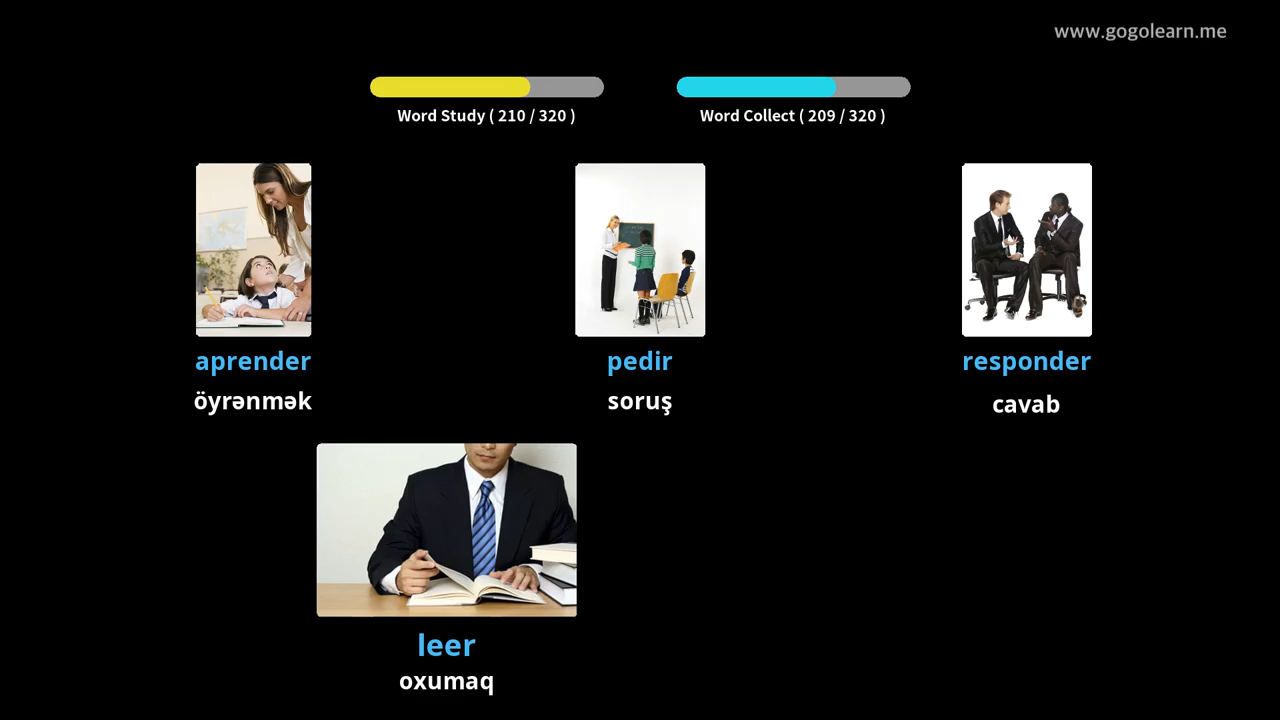 www.gogolearn.me
Word Study ( 210 / 320 )
Word Collect ( 209 / 320 )
aprender
öyrənmək
pedir
soruş
responder
cavab
leer
oxumaq